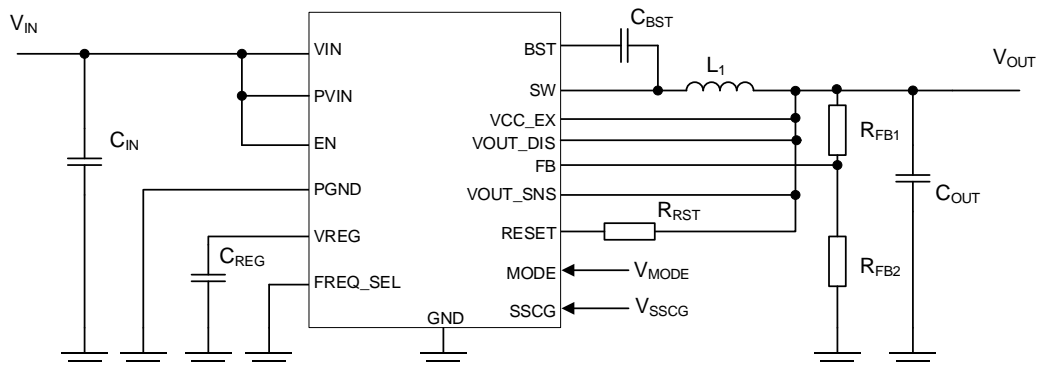 VIN
CIN
CREG
VIN
PVIN
EN
PGND
VREG
FREQ_SEL
GND
BST
SW
VCC_EX
VOUT_DIS
FB
VOUT_SNS
RESET
MODE
SSCG
CBST
L1
RRST
VMODE
VSSCG
RFB1
RFB2
COUT
VOUT